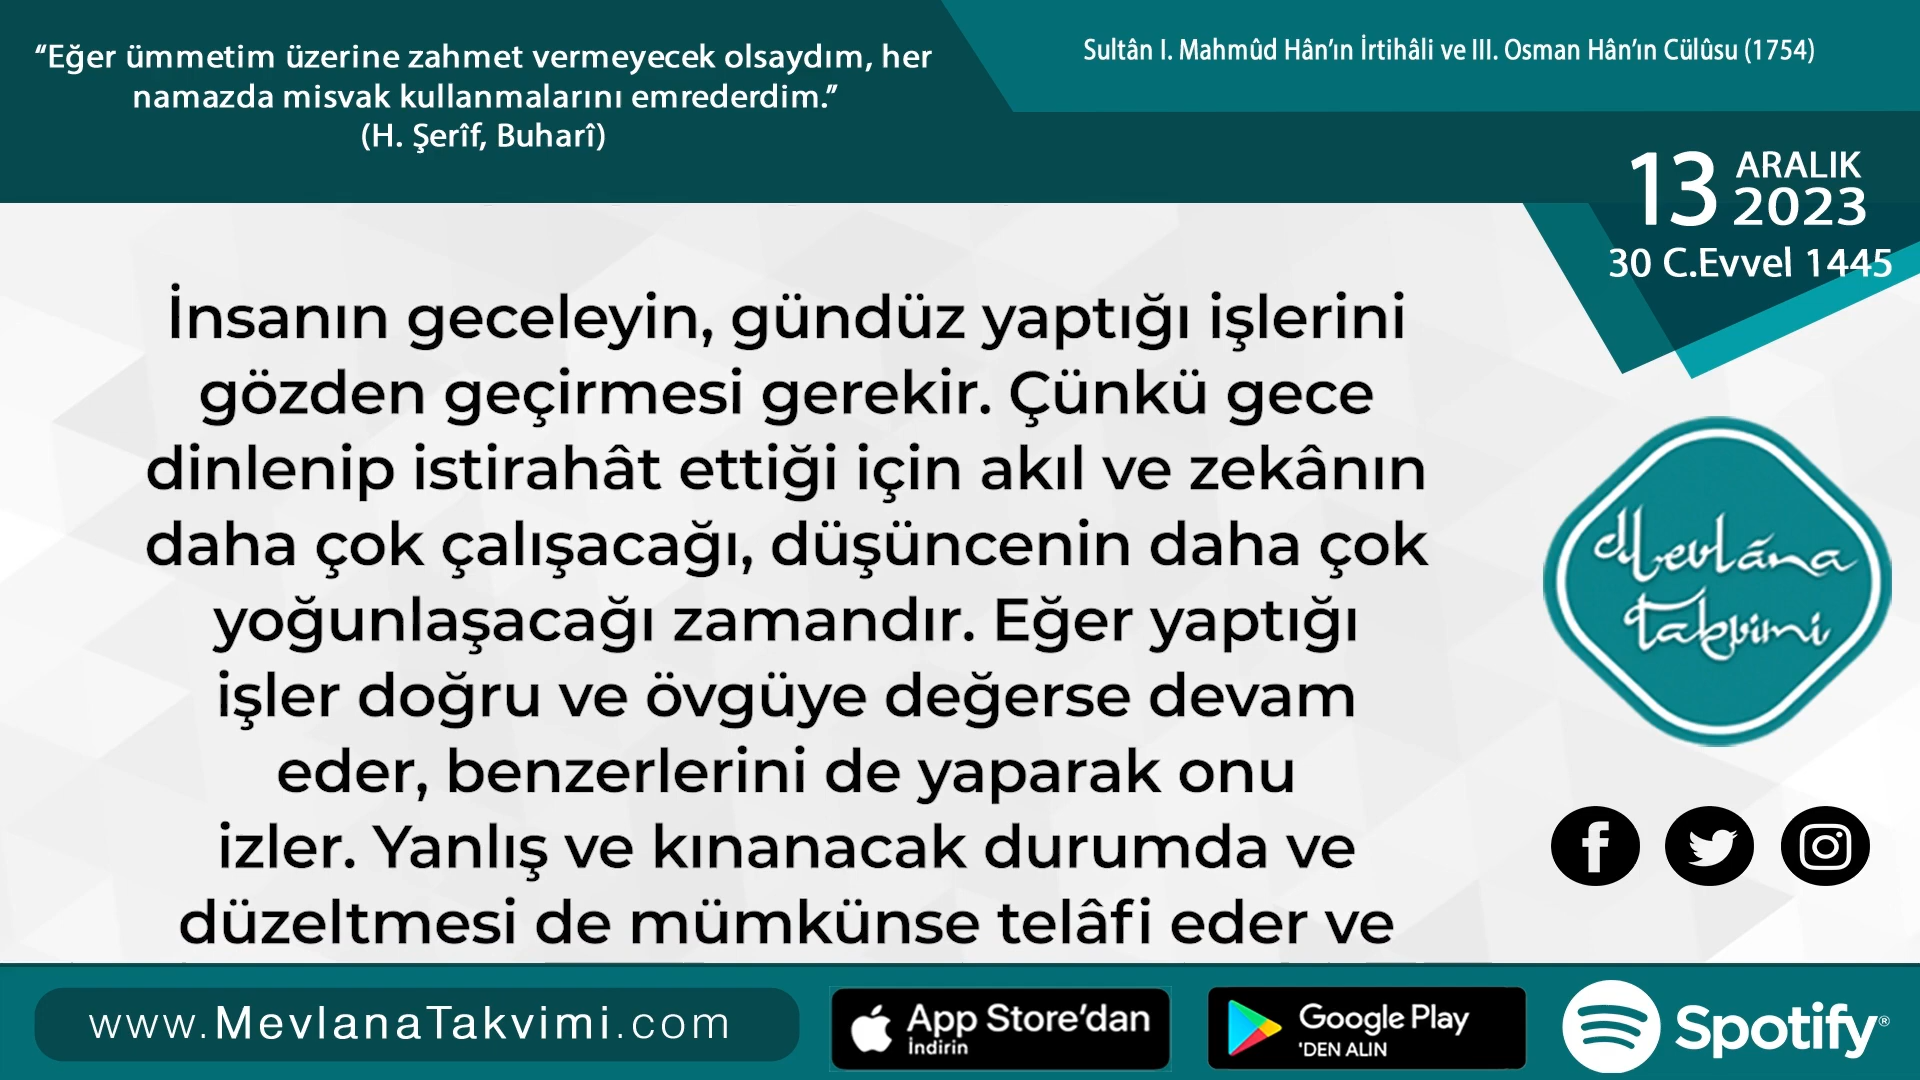 “Eğer ümmetim üzerine zahmet vermeyecek olsaydım, her
namazda misvak kullanmalarını emrederdim.”
(H. Şerîf, Buharî)
Sultân I. Mahmûd Hân’ın İrtihâli ve III. Osman Hân’ın Cülûsu (1754)
13 ARALIK
2023
30 C.Evvel 1445
İnsanın geceleyin, gündüz yaptığı işlerini
gözden geçirmesi gerekir. Çünkü gece
dinlenip istirahât ettiği için akıl ve zekânın
daha çok çalışacağı, düşüncenin daha çok
yoğunlaşacağı zamandır. Eğer yaptığı
işler doğru ve övgüye değerse devam
eder, benzerlerini de yaparak onu
izler. Yanlış ve kınanacak durumda ve
düzeltmesi de mümkünse telâfi eder ve
Mevlâna
Takvimi
www.MevlanaTakvimi.com
App Store’dan
İndirin
Google Play
'DEN ALIN
Spotify®